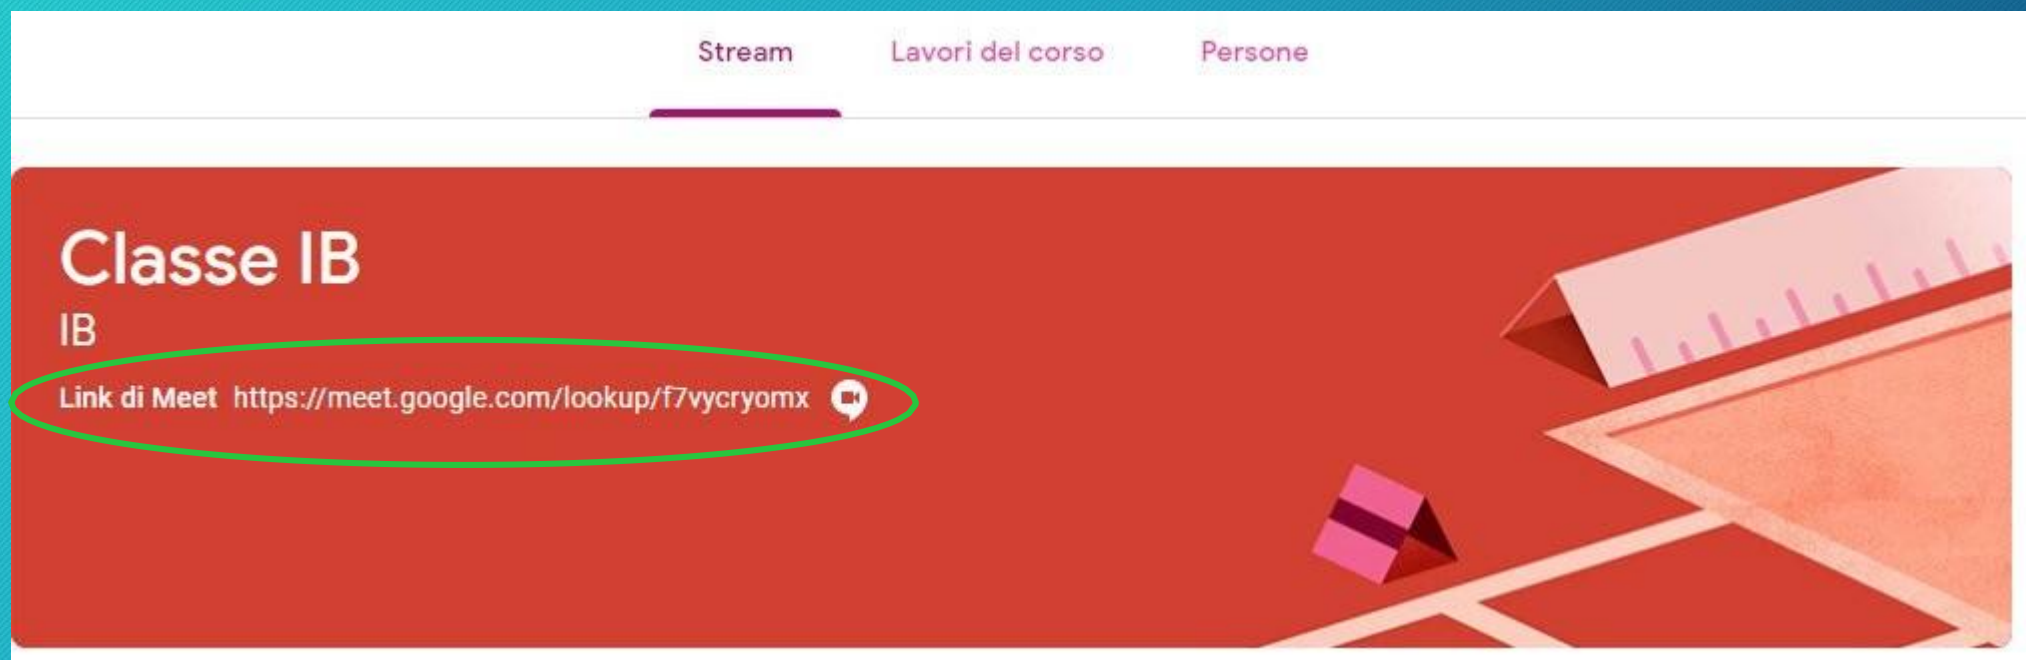 Stream Lavori del corso Persone
Classe IB
IB
Link di Meet https://meet.google.com/lookup/f7vycryomx